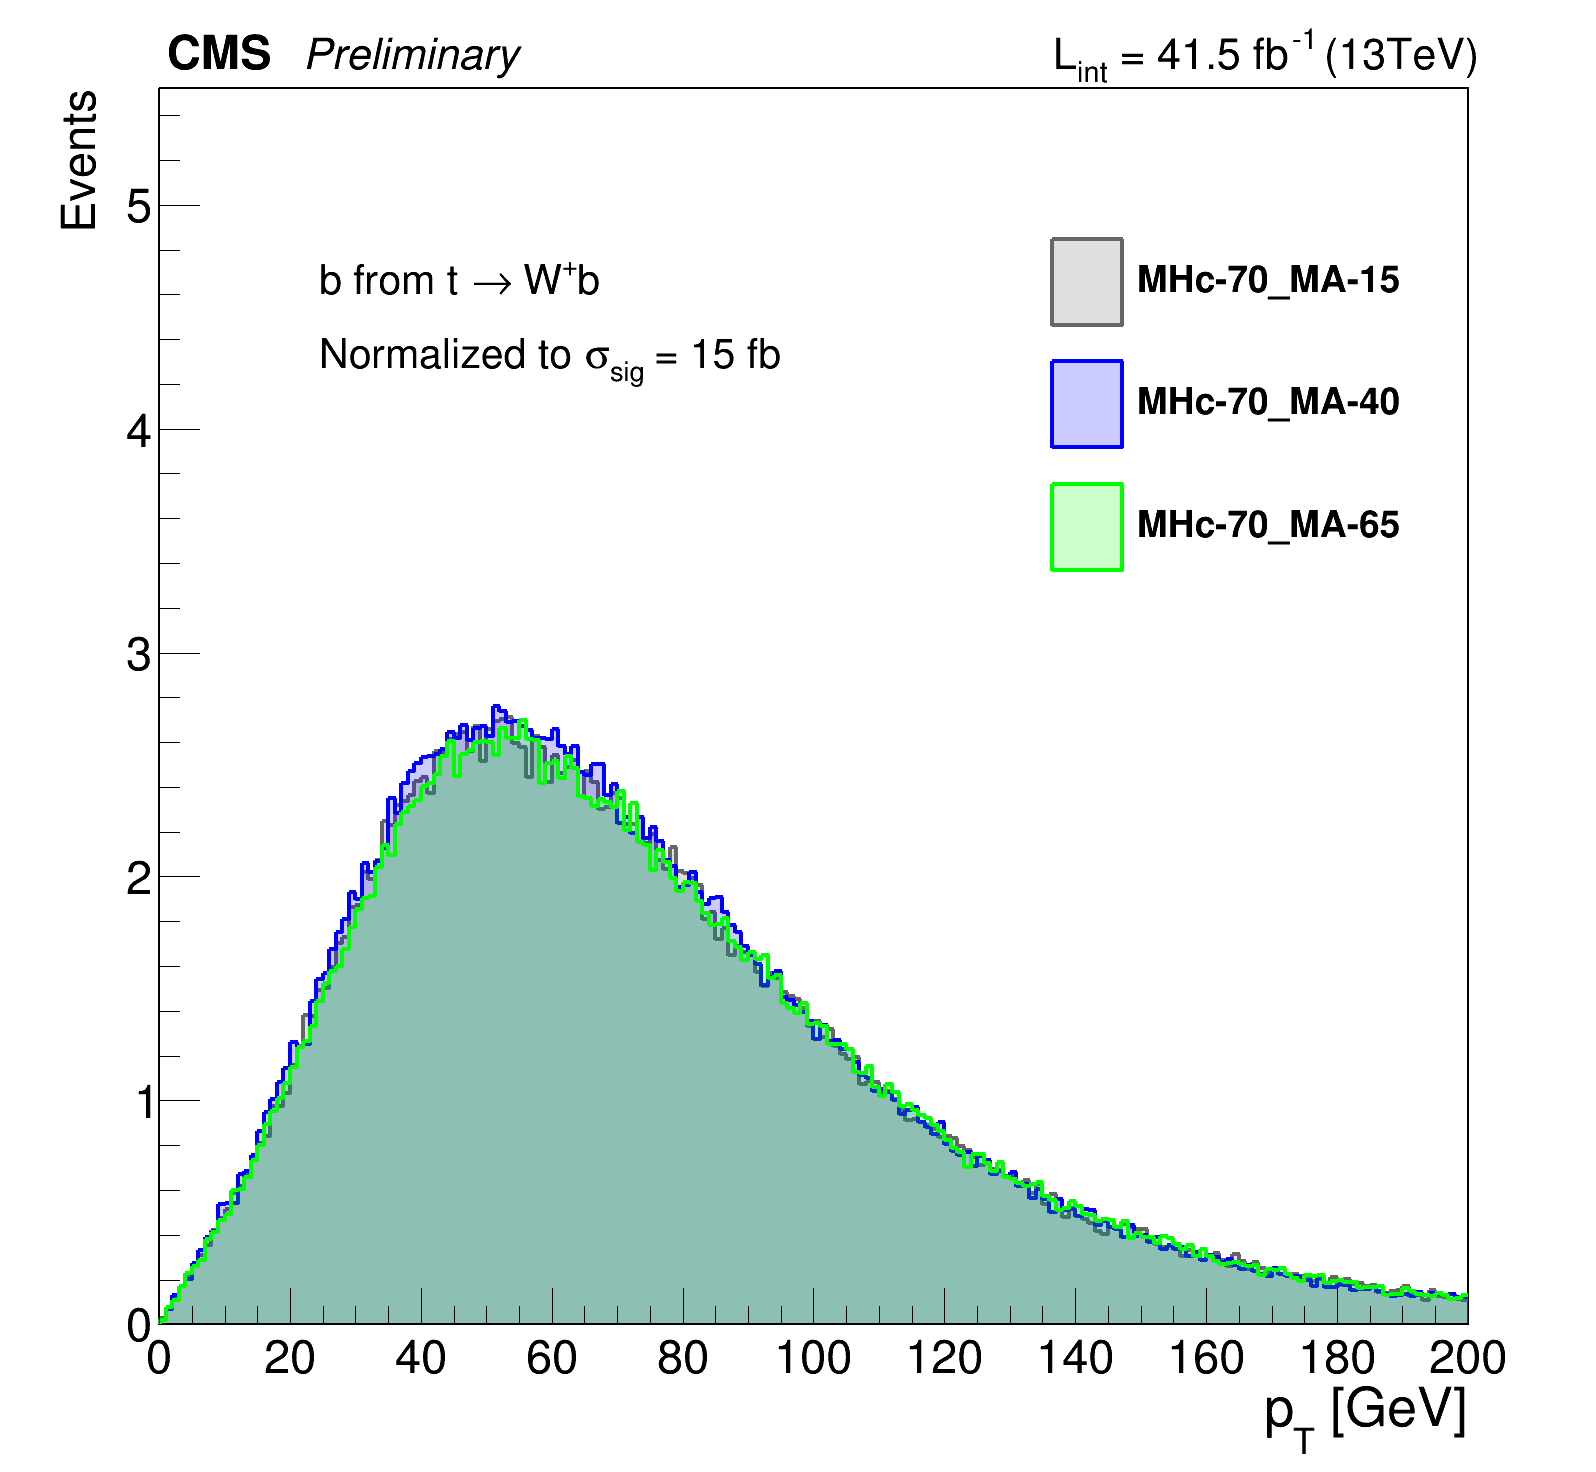 CMS Preliminary L_int = 41.5 fb^-1 (13TeV)
Events
b from t → W⁺b
Normalized to σ_sig = 15 fb
MHc-70_MA-15
MHc-70_MA-40
MHc-70_MA-65
5
4
3
2
1
0
0 20 40 60 80 100 120 140 160 180 200
p_T [GeV]